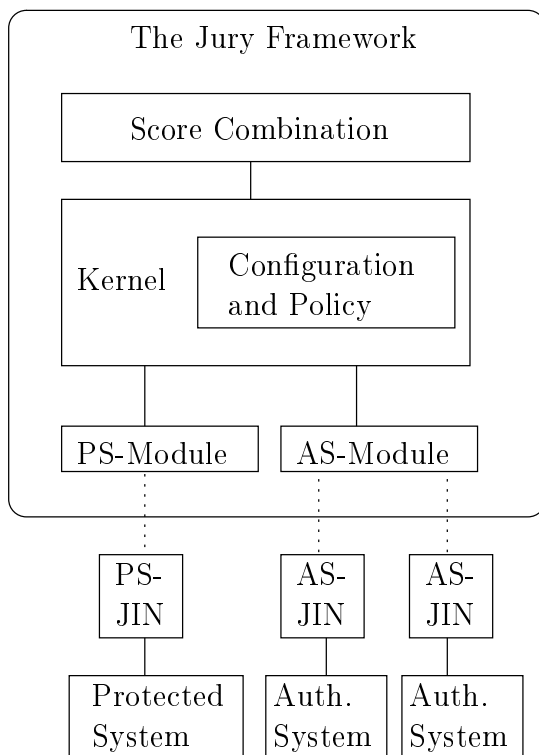 The Jury Framework
Score Combination
Kernel
Configuration
and Policy
PS-Module
AS-Module
PS-
JIN
AS-
JIN
AS-
JIN
Protected
System
Auth.
System
Auth.
System